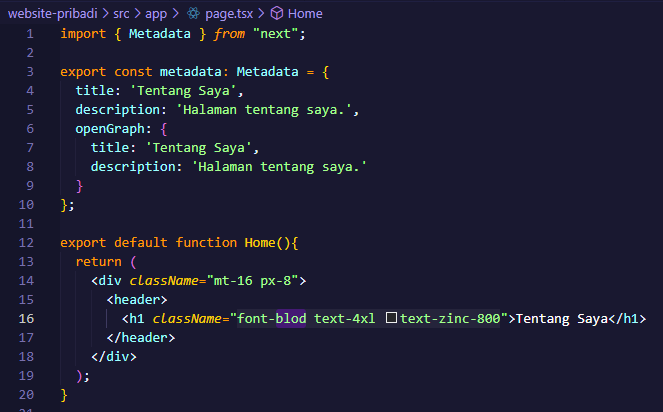 website-pribadi > src > app > page.tsx > Home
1 import { Metadata } from "next";
2
3 export const metadata: Metadata = {
4 title: 'Tentang Saya',
5 description: 'Halaman tentang saya.',
6 openGraph: {
7 title: 'Tentang Saya',
8 description: 'Halaman tentang saya.'
9 }
10 };
11
12 export default function Home(){
13 return (
14 <div className="mt-16 px-8">
15 <header>
16 <h1 className="font-blod text-4xl text-zinc-800">Tentang Saya</h1>
17 </header>
18 </div>
19 );
20 }